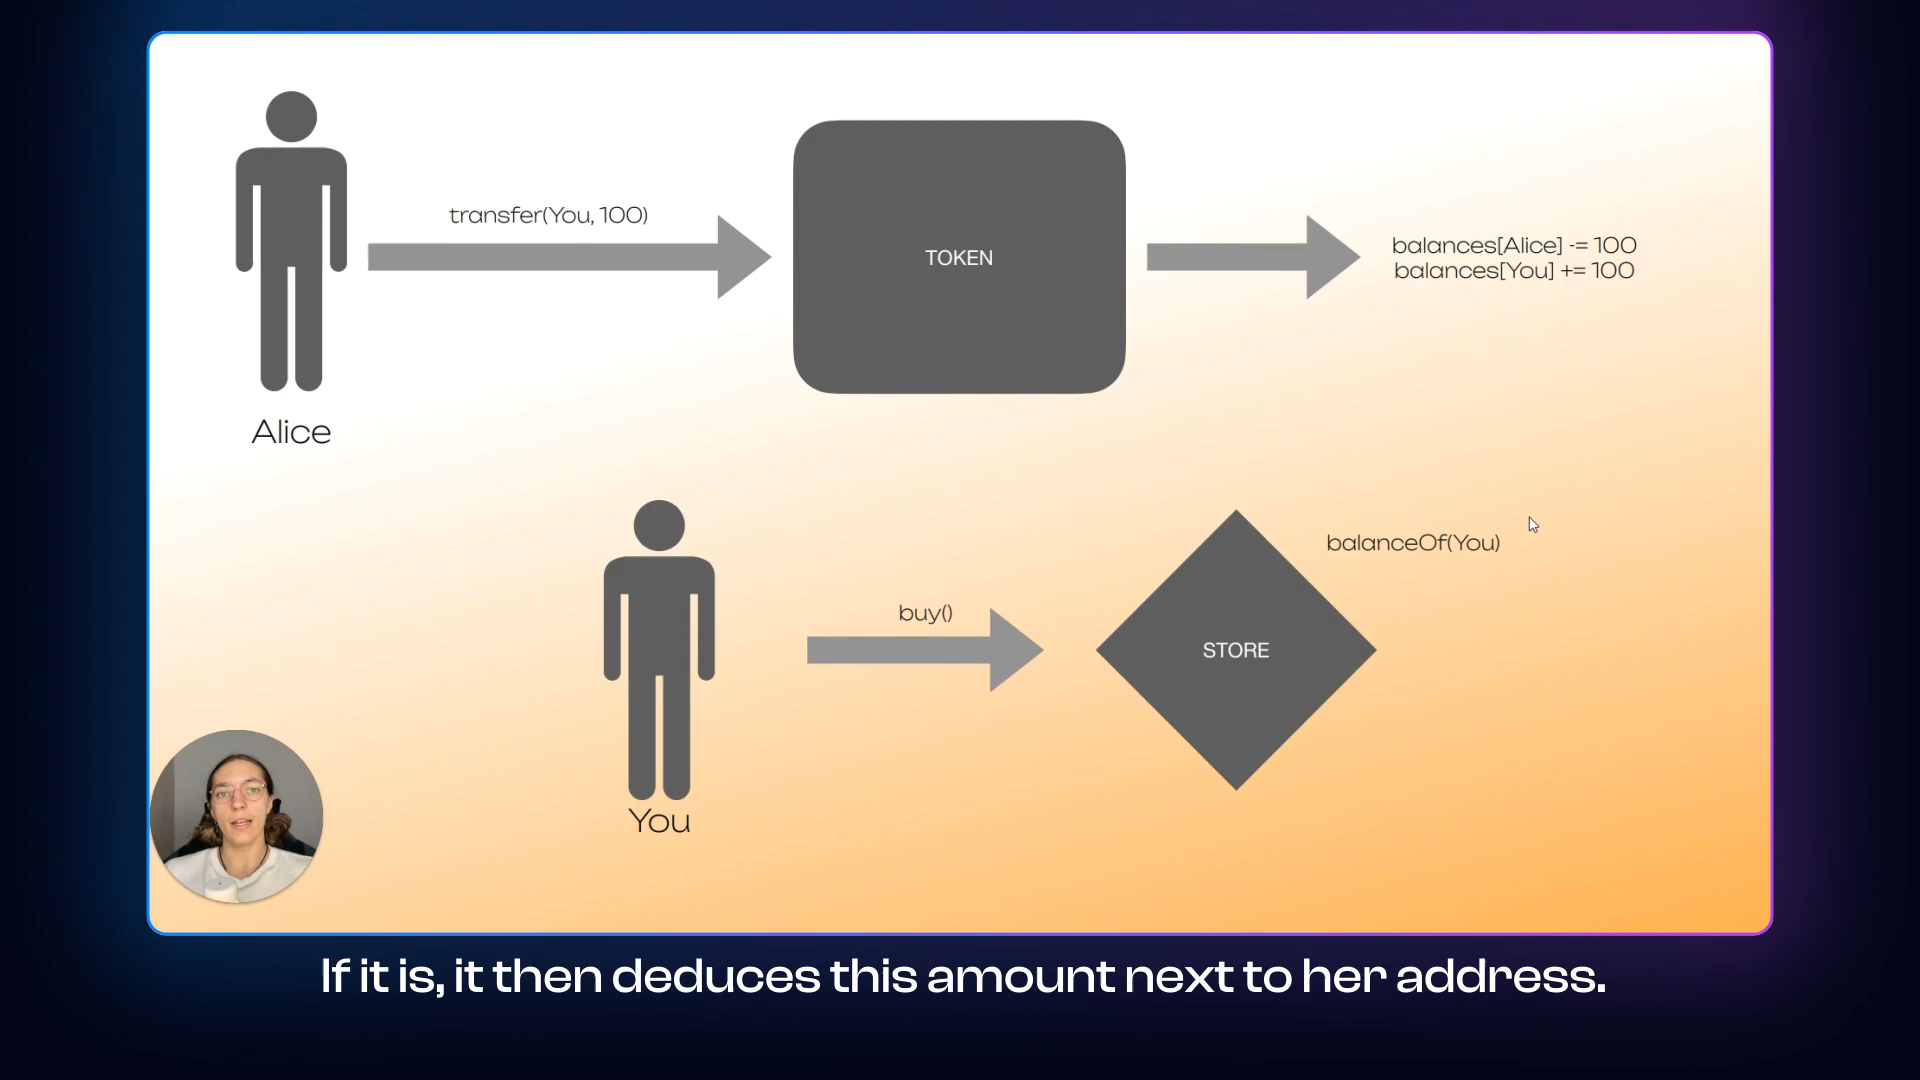 transfer(You, 100)
TOKEN
balances[Alice] -= 100
balances[You] += 100
Alice
balanceOf(You)
buy()
STORE
You
If it is, it then deduces this amount next to her address.